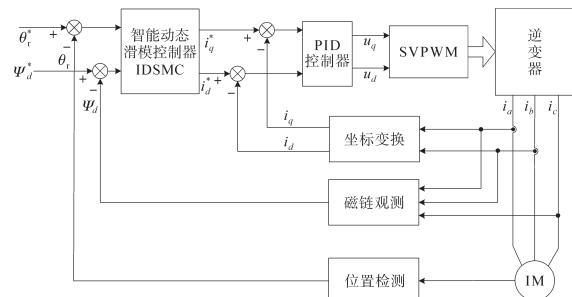 θr* + − θr
Ψd* + − Ψd
智能动态
滑模控制器
IDSMC
iq* + −
id* + −
PID
控制器
uq
ud
SVPWM
逆变器
ia ib ic
iq
id
坐标变换
磁链观测
位置检测
IM